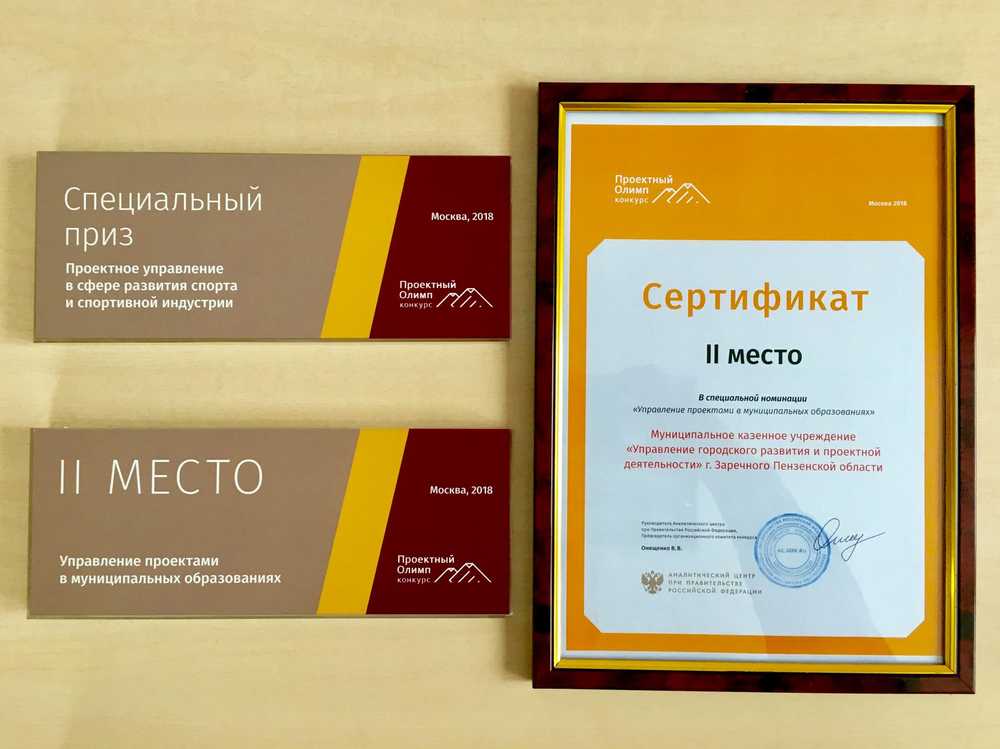 Специальный
приз
Проектное управление
в сфере развития спорта
и спортивной индустрии
Москва, 2018
Проектный
Олимп
конкурс
II МЕСТО
Управление проектами
в муниципальных образованиях
Москва, 2018
Проектный
Олимп
конкурс
Проектный
Олимп
конкурс
Москва 2018
Сертификат
II место
В специальной номинации
«Управление проектами в муниципальных образованиях»
Муниципальное казенное учреждение
«Управление городского развития и проектной
деятельности» г. Заречного Пензенской области
Руководитель Аналитического центра
при Правительстве Российской Федерации,
Председатель организационного комитета конкурса
Онищенко В.В.
AC.GOV.RU
АНАЛИТИЧЕСКИЙ ЦЕНТР
ПРИ ПРАВИТЕЛЬСТВЕ
РОССИЙСКОЙ ФЕДЕРАЦИИ